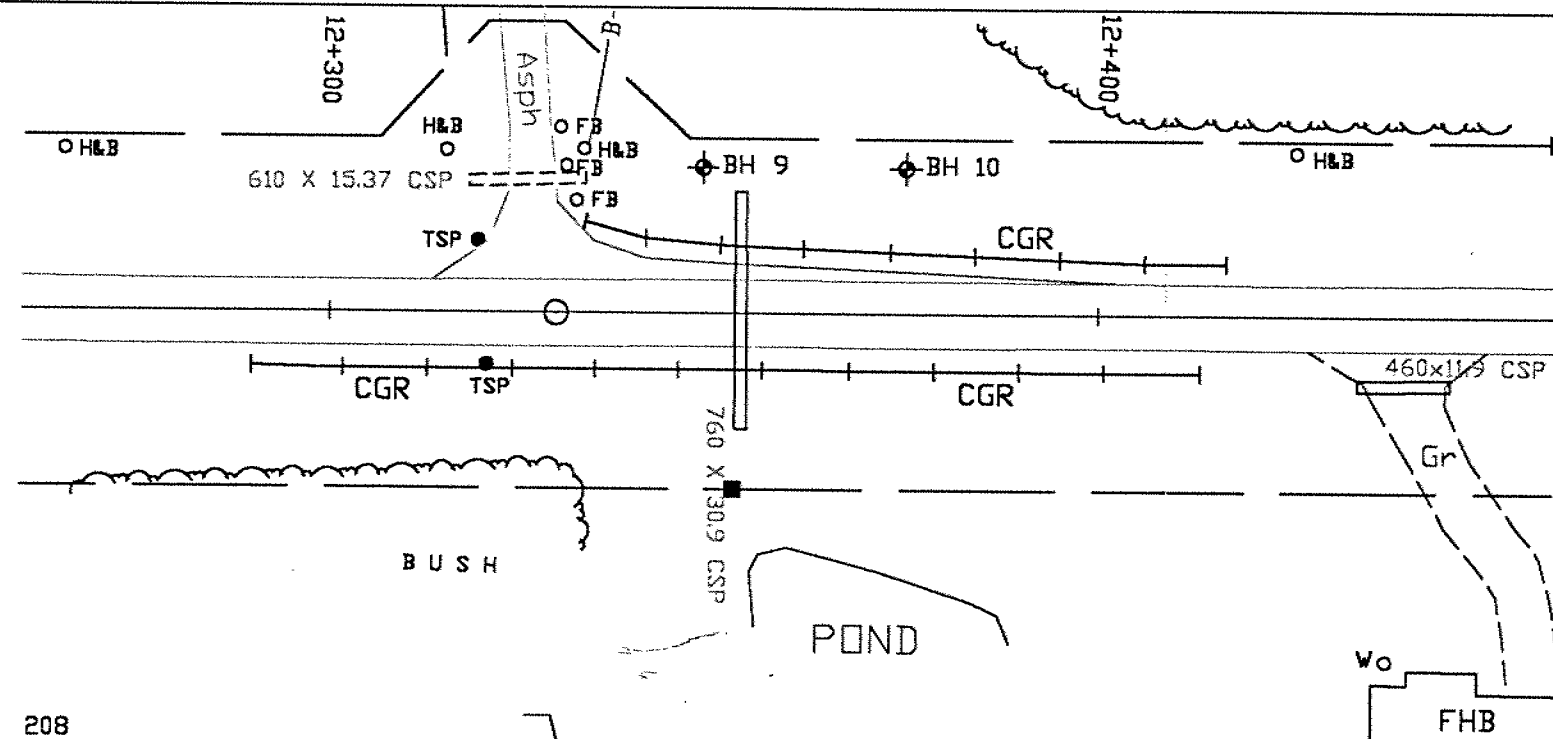 12+300
12+400
Asph
B
H&B
FB
H&B
H&B
H&B
FB
BH 9
BH 10
610 X 15.37 CSP
FB
TSP
CGR
CGR
TSP
CGR
460x11.9 CSP
760 X 30.9 CSP
Gr
BUSH
POND
W
FHB
208